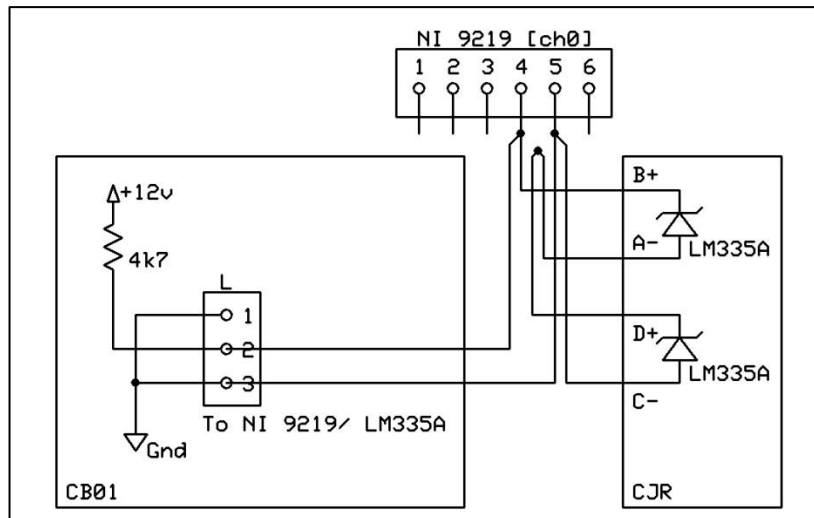 NI 9219 [ch0]
1 2 3 4 5 6
+12v
4k7
L
1
2
3
To NI 9219/ LM335A
Gnd
CB01
B+
A-
LM335A
D+
LM335A
C-
CJR